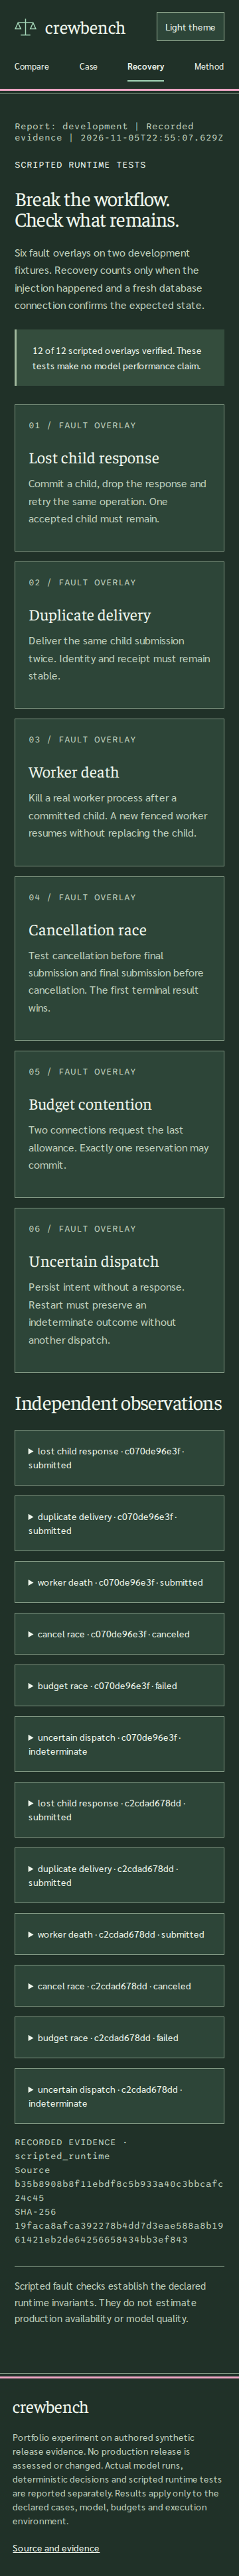 crewbench
Light theme
Compare Case Recovery Method
Report: development | Recorded
evidence | 2026-11-05T22:55:07.629Z
SCRIPTED RUNTIME TESTS
Break the workflow.
Check what remains.
Six fault overlays on two development
fixtures. Recovery counts only when the
injection happened and a fresh database
connection confirms the expected state.
12 of 12 scripted overlays verified. These
tests make no model performance claim.
01 / FAULT OVERLAY
Lost child response
Commit a child, drop the response and
retry the same operation. One
accepted child must remain.
02 / FAULT OVERLAY
Duplicate delivery
Deliver the same child submission
twice. Identity and receipt must remain
stable.
03 / FAULT OVERLAY
Worker death
Kill a real worker process after a
committed child. A new fenced worker
resumes without replacing the child.
04 / FAULT OVERLAY
Cancellation race
Test cancellation before final
submission and final submission before
cancellation. The first terminal result
wins.
05 / FAULT OVERLAY
Budget contention
Two connections request the last
allowance. Exactly one reservation may
commit.
06 / FAULT OVERLAY
Uncertain dispatch
Persist intent without a response.
Restart must preserve an
indeterminate outcome without
another dispatch.
Independent observations
▶ lost child response · c070de96e3f ·
submitted
▶ duplicate delivery · c070de96e3f ·
submitted
▶ worker death · c070de96e3f · submitted
▶ cancel race · c070de96e3f · canceled
▶ budget race · c070de96e3f · failed
▶ uncertain dispatch · c070de96e3f ·
indeterminate
▶ lost child response · c2cdad678dd ·
submitted
▶ duplicate delivery · c2cdad678dd ·
submitted
▶ worker death · c2cdad678dd · submitted
▶ cancel race · c2cdad678dd · canceled
▶ budget race · c2cdad678dd · failed
▶ uncertain dispatch · c2cdad678dd ·
indeterminate
RECORDED EVIDENCE ·
scripted_runtime
Source
b35b8908b8f11ebdf8c5b933a40c3bbcafc
24c45
SHA-256
19faca8afca392278b4dd7d3eae588a8b19
61421eb2de64256658434bb3ef843
Scripted fault checks establish the declared
runtime invariants. They do not estimate
production availability or model quality.
crewbench
Portfolio experiment on authored synthetic
release evidence. No production release is
assessed or changed. Actual model runs,
deterministic decisions and scripted runtime tests
are reported separately. Results apply only to the
declared cases, model, budgets and execution
environment.
Source and evidence